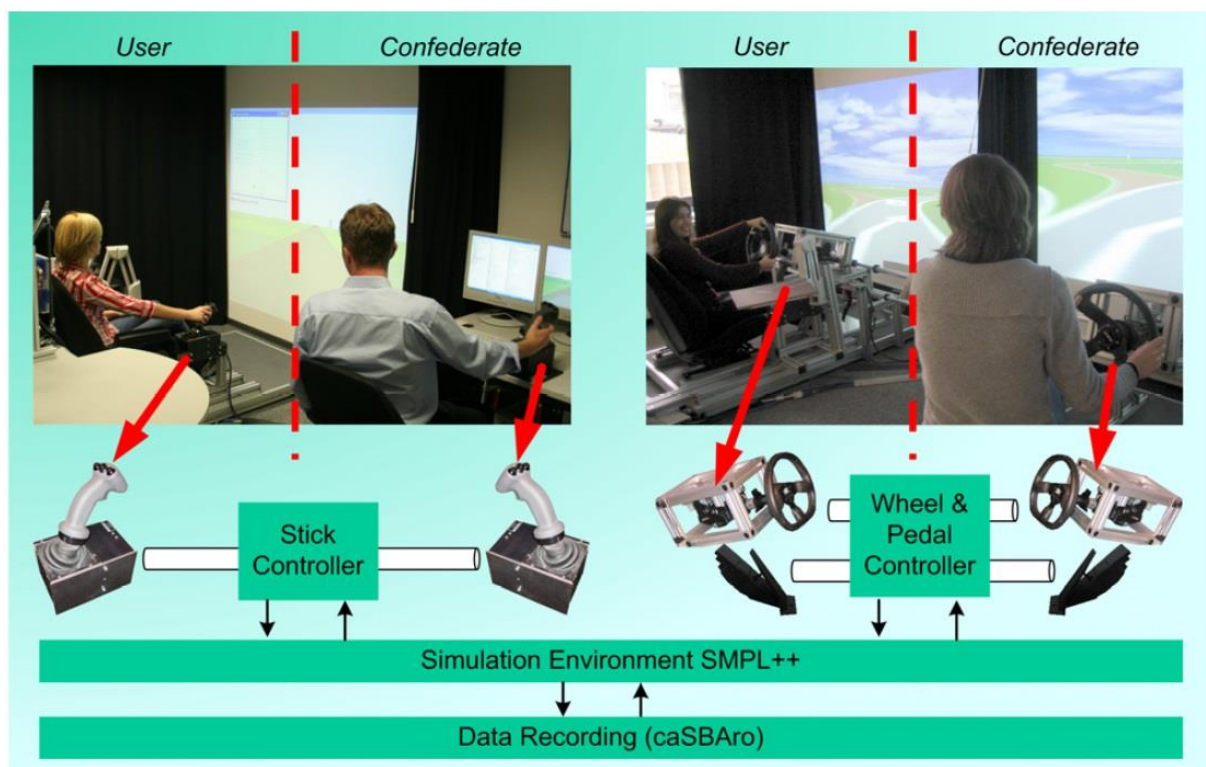 User
Confederate
User
Confederate
Stick
Controller
Wheel &
Pedal
Controller
Simulation Environment SMPL++
Data Recording (caSBAro)